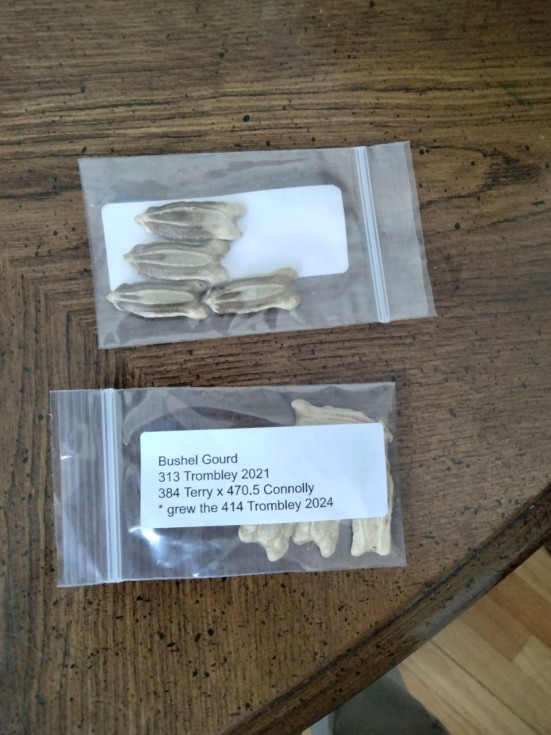 Bushel Gourd
313 Trombley 2021
384 Terry x 470.5 Connolly
* grew the 414 Trombley 2024